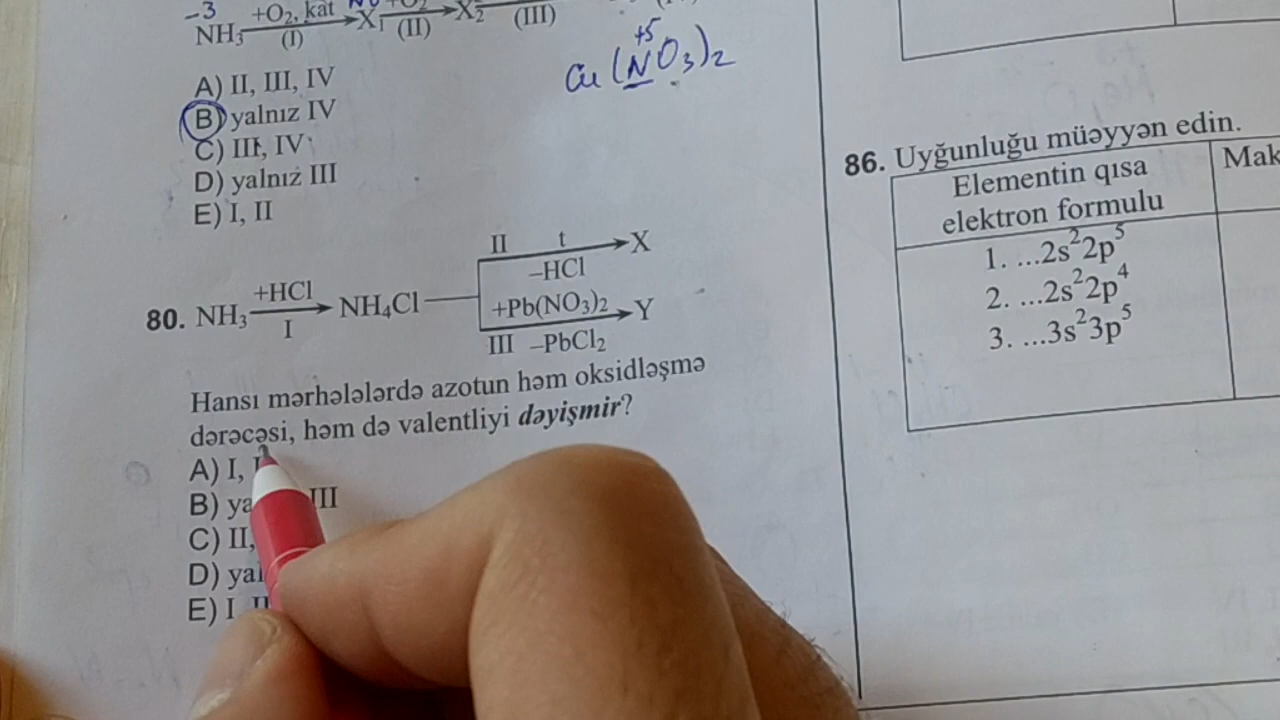 -3
NH₃ +O₂, kat (I) X₁ (II) X₂ (III)
+5
Cu(NO₃)₂
A) II, III, IV
B) yalnız IV
C) III, IV
D) yalnız III
E) I, II
80. NH₃ +HCl I NH₄Cl
II t –HCl X
+Pb(NO₃)₂ III –PbCl₂ Y
Hansı mərhələlərdə azotun həm oksidləşmə
dərəcəsi, həm də valentliyi dəyişmir?
A) I,
B) III
C) II,
D)
E) I
86. Uyğunluğu müəyyən edin.
Elementin qısa
elektron formulu
1. ...2s²2p⁵
2. ...2s²2p⁴
3. ...3s²3p⁵